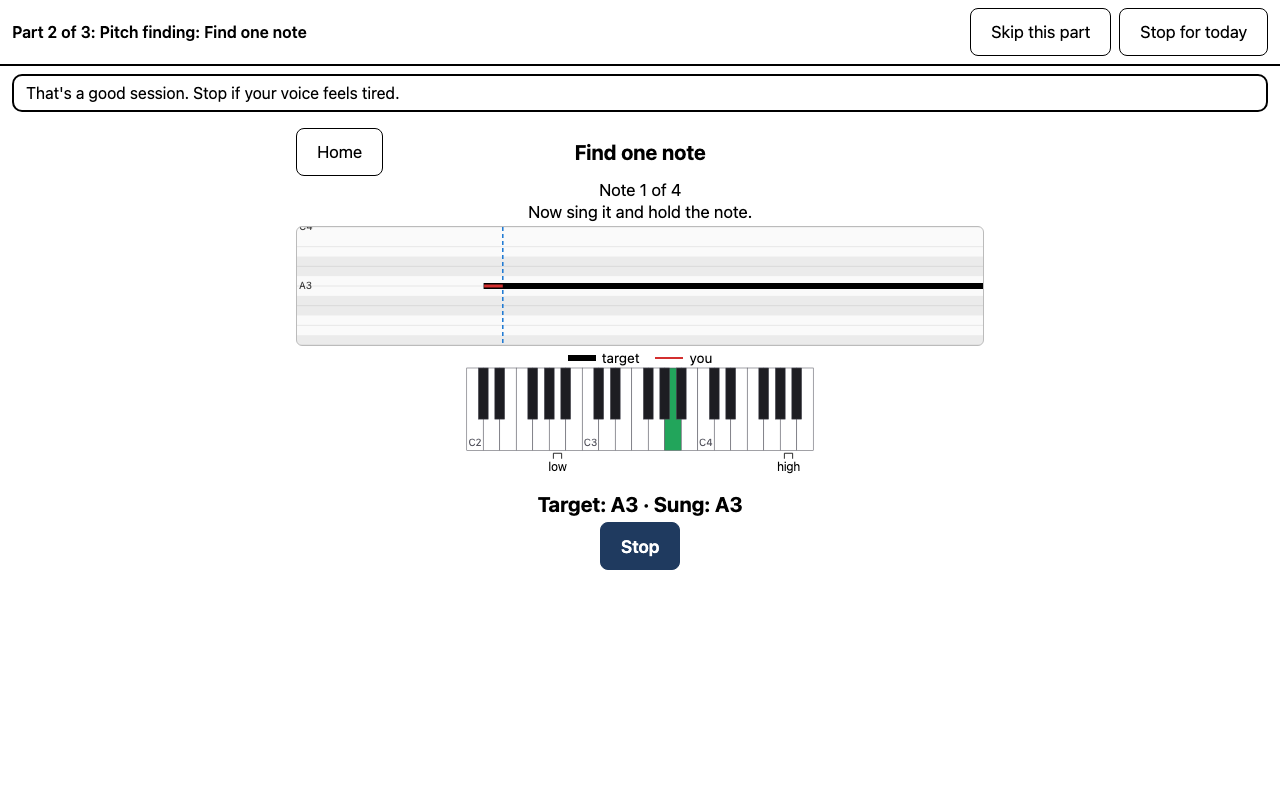 Part 2 of 3: Pitch finding: Find one note
Skip this part
Stop for today
That's a good session. Stop if your voice feels tired.
Home
Find one note
Note 1 of 4
Now sing it and hold the note.
C4
A3
target
you
C2
C3
C4
low
high
Target: A3 · Sung: A3
Stop